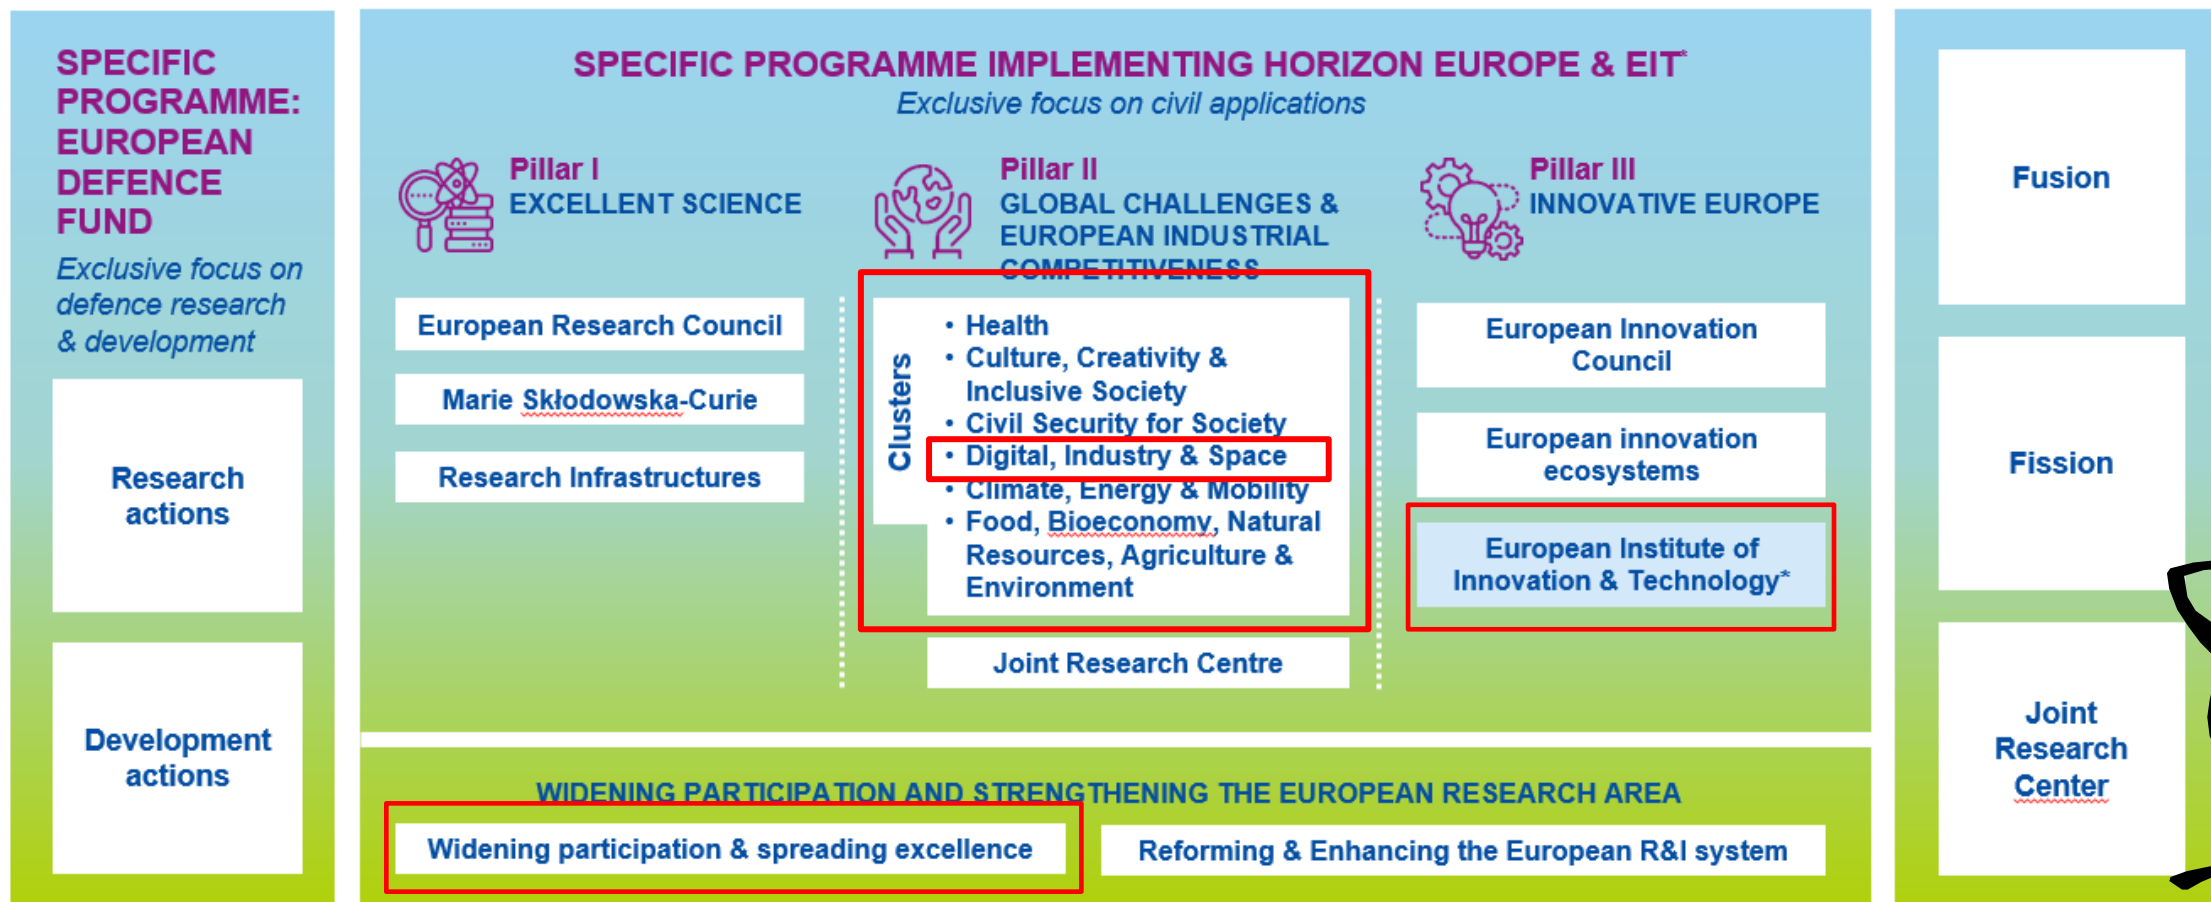 SPECIFIC
PROGRAMME:
EUROPEAN
DEFENCE
FUND
Exclusive focus on
defence research
& development
Research
actions
Development
actions
SPECIFIC PROGRAMME IMPLEMENTING HORIZON EUROPE & EIT*
Exclusive focus on civil applications
Pillar I
EXCELLENT SCIENCE
European Research Council
Marie Skłodowska-Curie
Research Infrastructures
Pillar II
GLOBAL CHALLENGES &
EUROPEAN INDUSTRIAL
COMPETITIVENESS
Clusters
• Health
• Culture, Creativity &
Inclusive Society
• Civil Security for Society
• Digital, Industry & Space
• Climate, Energy & Mobility
• Food, Bioeconomy, Natural
Resources, Agriculture &
Environment
Joint Research Centre
Pillar III
INNOVATIVE EUROPE
European Innovation
Council
European innovation
ecosystems
European Institute of
Innovation & Technology*
WIDENING PARTICIPATION AND STRENGTHENING THE EUROPEAN RESEARCH AREA
Widening participation & spreading excellence
Reforming & Enhancing the European R&I system
Fusion
Fission
Joint
Research
Center